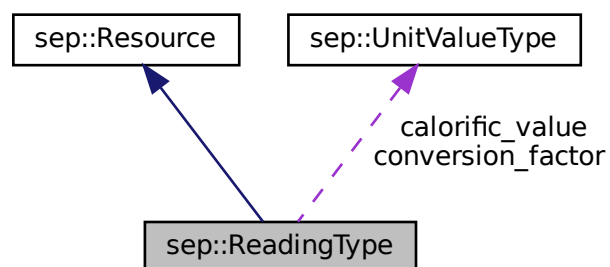 sep::Resource
sep::UnitValueType
calorific_value
conversion_factor
sep::ReadingType